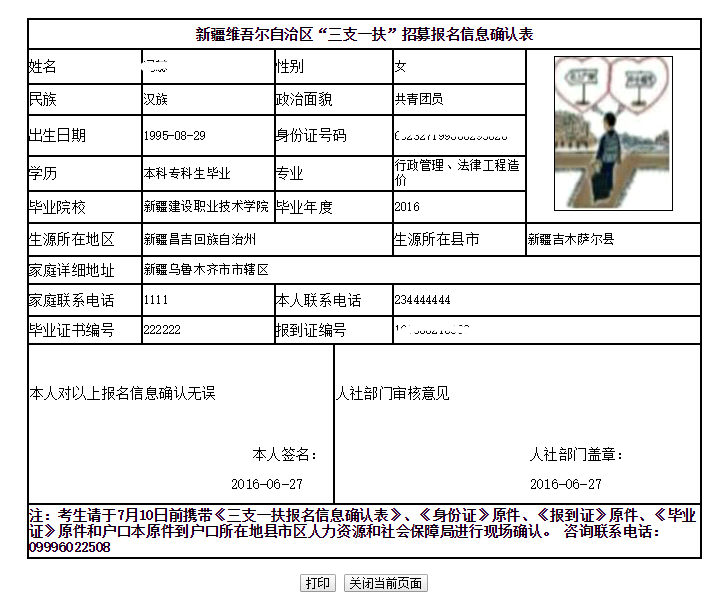 新疆维吾尔自治区“三支一扶”招募报名信息确认表
姓名 性别 女
民族 汉族 政治面貌 共青团员
出生日期 1995-08-29 身份证号码
学历 本科专科生毕业 专业 行政管理、法律工程造
价
毕业院校 新疆建设职业技术学院 毕业年度 2016
生源所在地区 新疆昌吉回族自治州 生源所在县市 新疆吉木萨尔县
家庭详细地址 新疆乌鲁木齐市市辖区
家庭联系电话 1111 本人联系电话 234444444
毕业证书编号 222222 报到证编号
本人对以上报名信息确认无误 人社部门审核意见
本人签名： 人社部门盖章：
2016-06-27 2016-06-27
注：考生请于7月10日前携带《三支一扶报名信息确认表》、《身份证》原件、《报到证》原件、《毕业
证》原件和户口本原件到户口所在地县市区人力资源和社会保障局进行现场确认。 咨询联系电话：
09996022508
打印 关闭当前页面